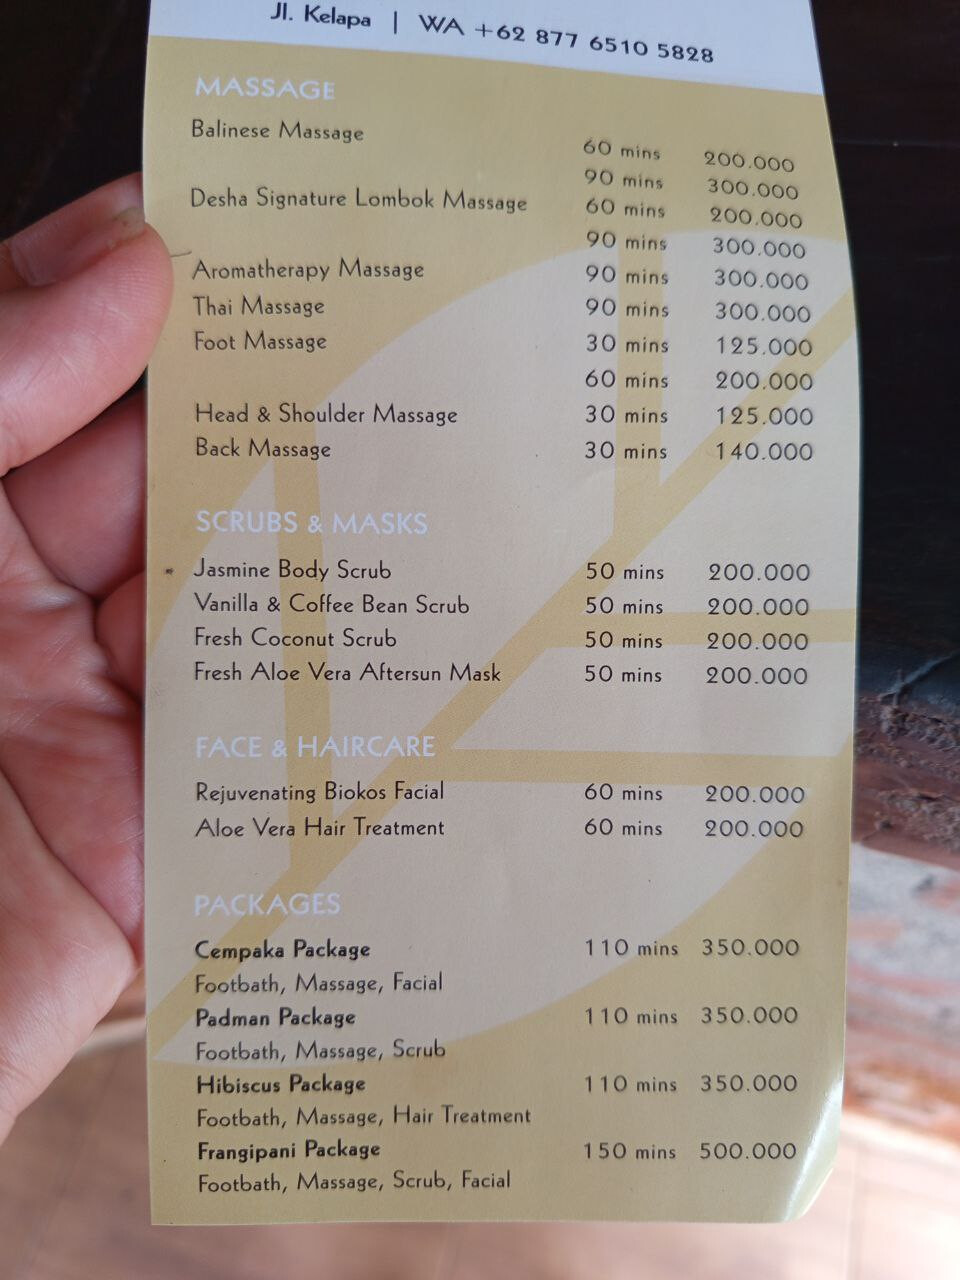 Jl. Kelapa | WA +62 877 6510 5828
MASSAGE
Balinese Massage 60 mins 200.000
90 mins 300.000
Desha Signature Lombok Massage 60 mins 200.000
90 mins 300.000
Aromatherapy Massage 90 mins 300.000
Thai Massage 90 mins 300.000
Foot Massage 30 mins 125.000
60 mins 200.000
Head & Shoulder Massage 30 mins 125.000
Back Massage 30 mins 140.000
SCRUBS & MASKS
Jasmine Body Scrub 50 mins 200.000
Vanilla & Coffee Bean Scrub 50 mins 200.000
Fresh Coconut Scrub 50 mins 200.000
Fresh Aloe Vera Aftersun Mask 50 mins 200.000
FACE & HAIRCARE
Rejuvenating Biokos Facial 60 mins 200.000
Aloe Vera Hair Treatment 60 mins 200.000
PACKAGES
Cempaka Package 110 mins 350.000
Footbath, Massage, Facial
Padman Package 110 mins 350.000
Footbath, Massage, Scrub
Hibiscus Package 110 mins 350.000
Footbath, Massage, Hair Treatment
Frangipani Package 150 mins 500.000
Footbath, Massage, Scrub, Facial